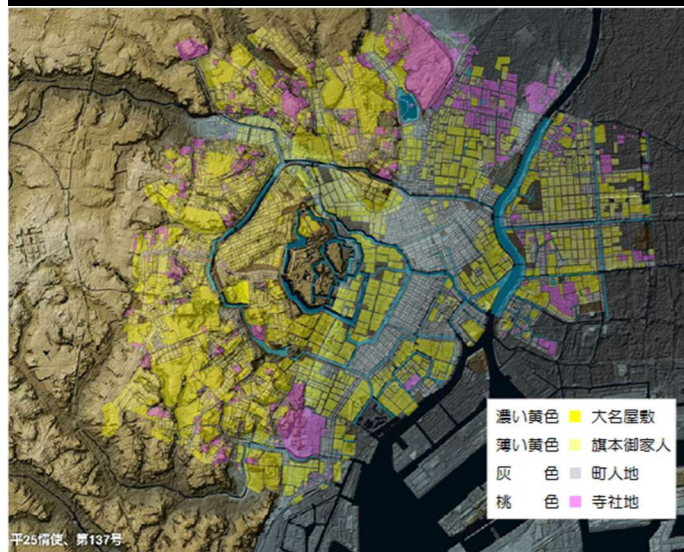 濃い黄色 大名屋敷
薄い黄色 旗本御家人
灰 色 町人地
桃 色 寺社地
平25情使、第137号